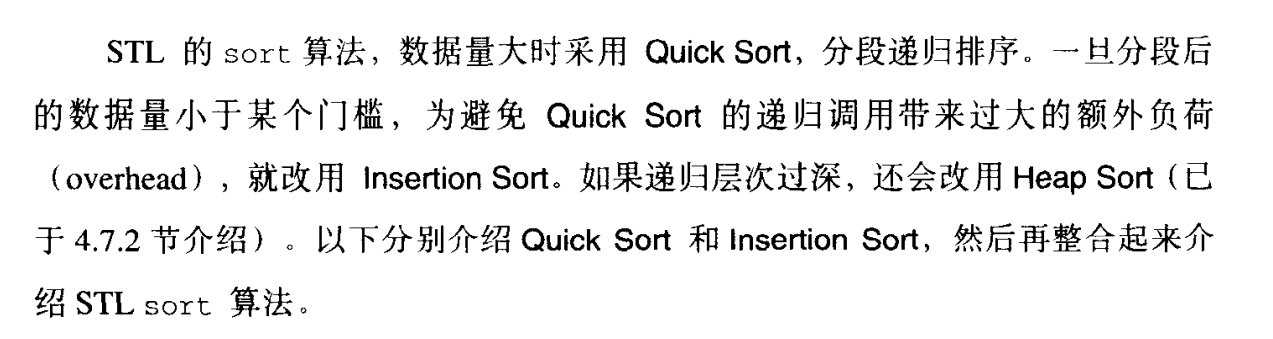 STL 的 sort 算法，数据量大时采用 Quick Sort，分段递归排序。一旦分段后
的数据量小于某个门槛，为避免 Quick Sort 的递归调用带来过大的额外负荷
（overhead），就改用 Insertion Sort。如果递归层次过深，还会改用 Heap Sort（已
于 4.7.2 节介绍）。以下分别介绍 Quick Sort 和 Insertion Sort，然后再整合起来介
绍 STL sort 算法。